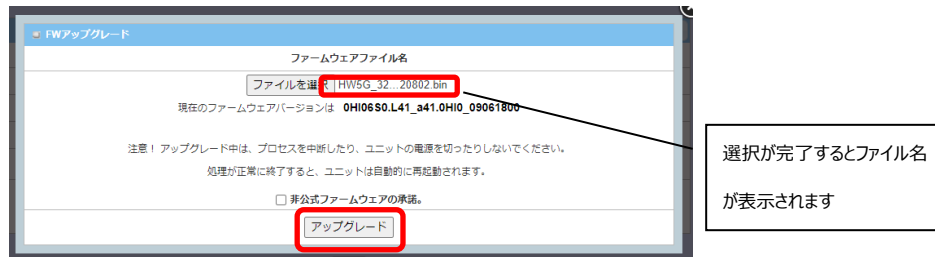 FWアップグレード
ファームウェアファイル名
ファイルを選択 HW5G_32...20802.bin
現在のファームウェアバージョンは 0HI06S0.L41_a41.0HI0_09061800
注意！アップグレード中は、プロセスを中断したり、ユニットの電源を切ったりしないでください。
処理が正常に終了すると、ユニットは自動的に再起動されます。
非公式ファームウェアの承諾。
アップグレード
選択が完了するとファイル名
が表示されます